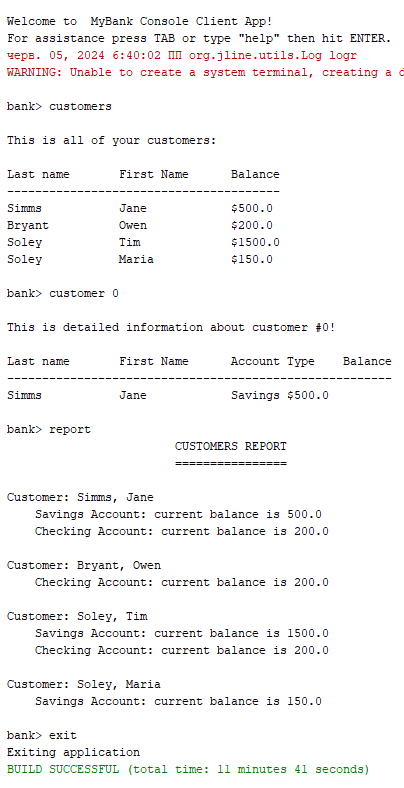 Welcome to  MyBank Console Client App!
For assistance press TAB or type "help" then hit ENTER.
черв. 05, 2024 6:40:02 ПП org.jline.utils.Log logr
WARNING: Unable to create a system terminal, creating a d
bank> customers
This is all of your customers:
Last name       First Name      Balance
---------------------------------------
Simms           Jane            $500.0
Bryant          Owen            $200.0
Soley           Tim             $1500.0
Soley           Maria           $150.0
bank> customer 0
This is detailed information about customer #0!
Last name       First Name      Account Type    Balance
-------------------------------------------------------
Simms           Jane            Savings $500.0
bank> report
                        CUSTOMERS REPORT
                        ================
Customer: Simms, Jane
    Savings Account: current balance is 500.0
    Checking Account: current balance is 200.0
Customer: Bryant, Owen
    Checking Account: current balance is 200.0
Customer: Soley, Tim
    Savings Account: current balance is 1500.0
    Checking Account: current balance is 200.0
Customer: Soley, Maria
    Savings Account: current balance is 150.0
bank> exit
Exiting application
BUILD SUCCESSFUL (total time: 11 minutes 41 seconds)